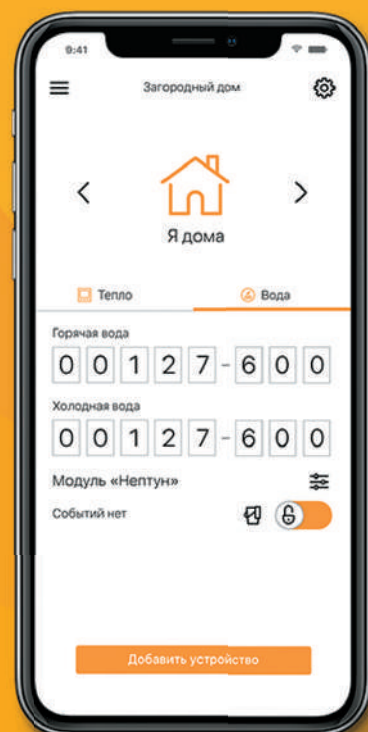 9:41
Загородный дом
Я дома
Тепло
Вода
Горячая вода
00127-600
Холодная вода
00127-600
Модуль «Нептун»
Событий нет
Добавить устройство